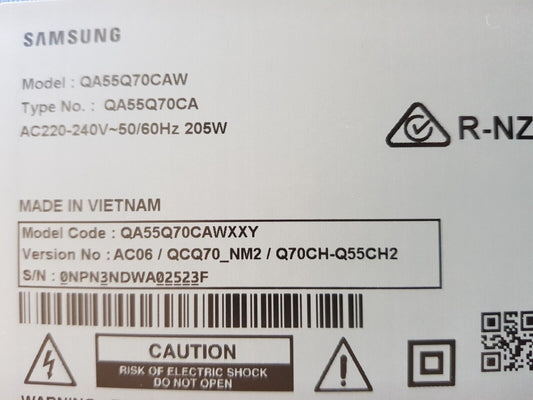 SAMSUNG
Model : QA55Q70CAW
Type No. : QA55Q70CA
AC220-240V~50/60Hz 205W
R-NZ
MADE IN VIETNAM
Model Code : QA55Q70CAWXXY
Version No : AC06 / QCQ70_NM2 / Q70CH-Q55CH2
S/N : 0NPN3NDWA02523F
CAUTION
RISK OF ELECTRIC SHOCK
DO NOT OPEN